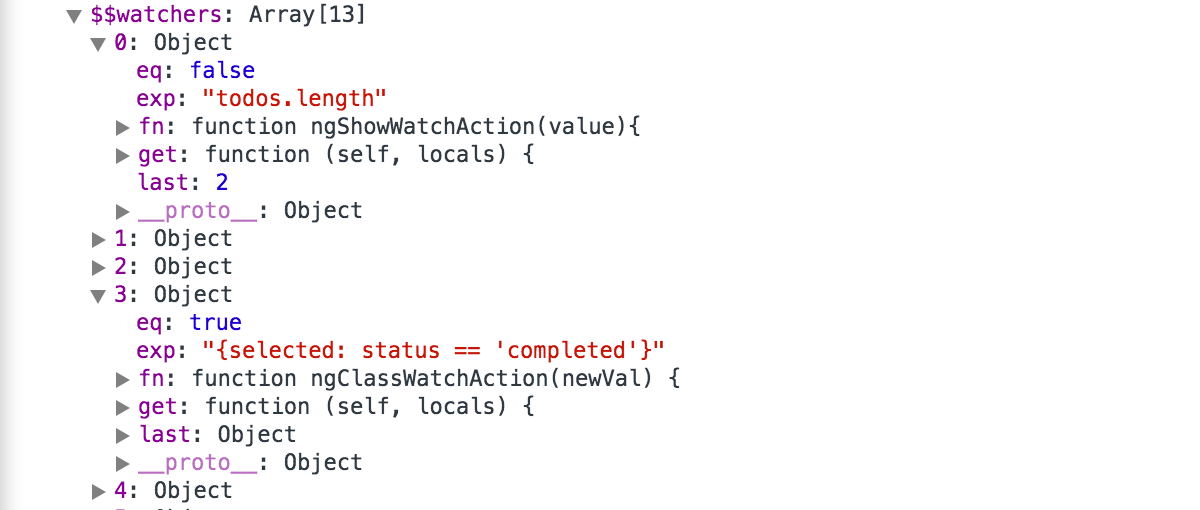 ▼ $$watchers: Array[13]
▼ 0: Object
eq: false
exp: "todos.length"
▶ fn: function ngShowWatchAction(value){
▶ get: function (self, locals) {
last: 2
▶ __proto__: Object
▶ 1: Object
▶ 2: Object
▼ 3: Object
eq: true
exp: "{selected: status == 'completed'}"
▶ fn: function ngClassWatchAction(newVal) {
▶ get: function (self, locals) {
▶ last: Object
▶ __proto__: Object
▶ 4: Object